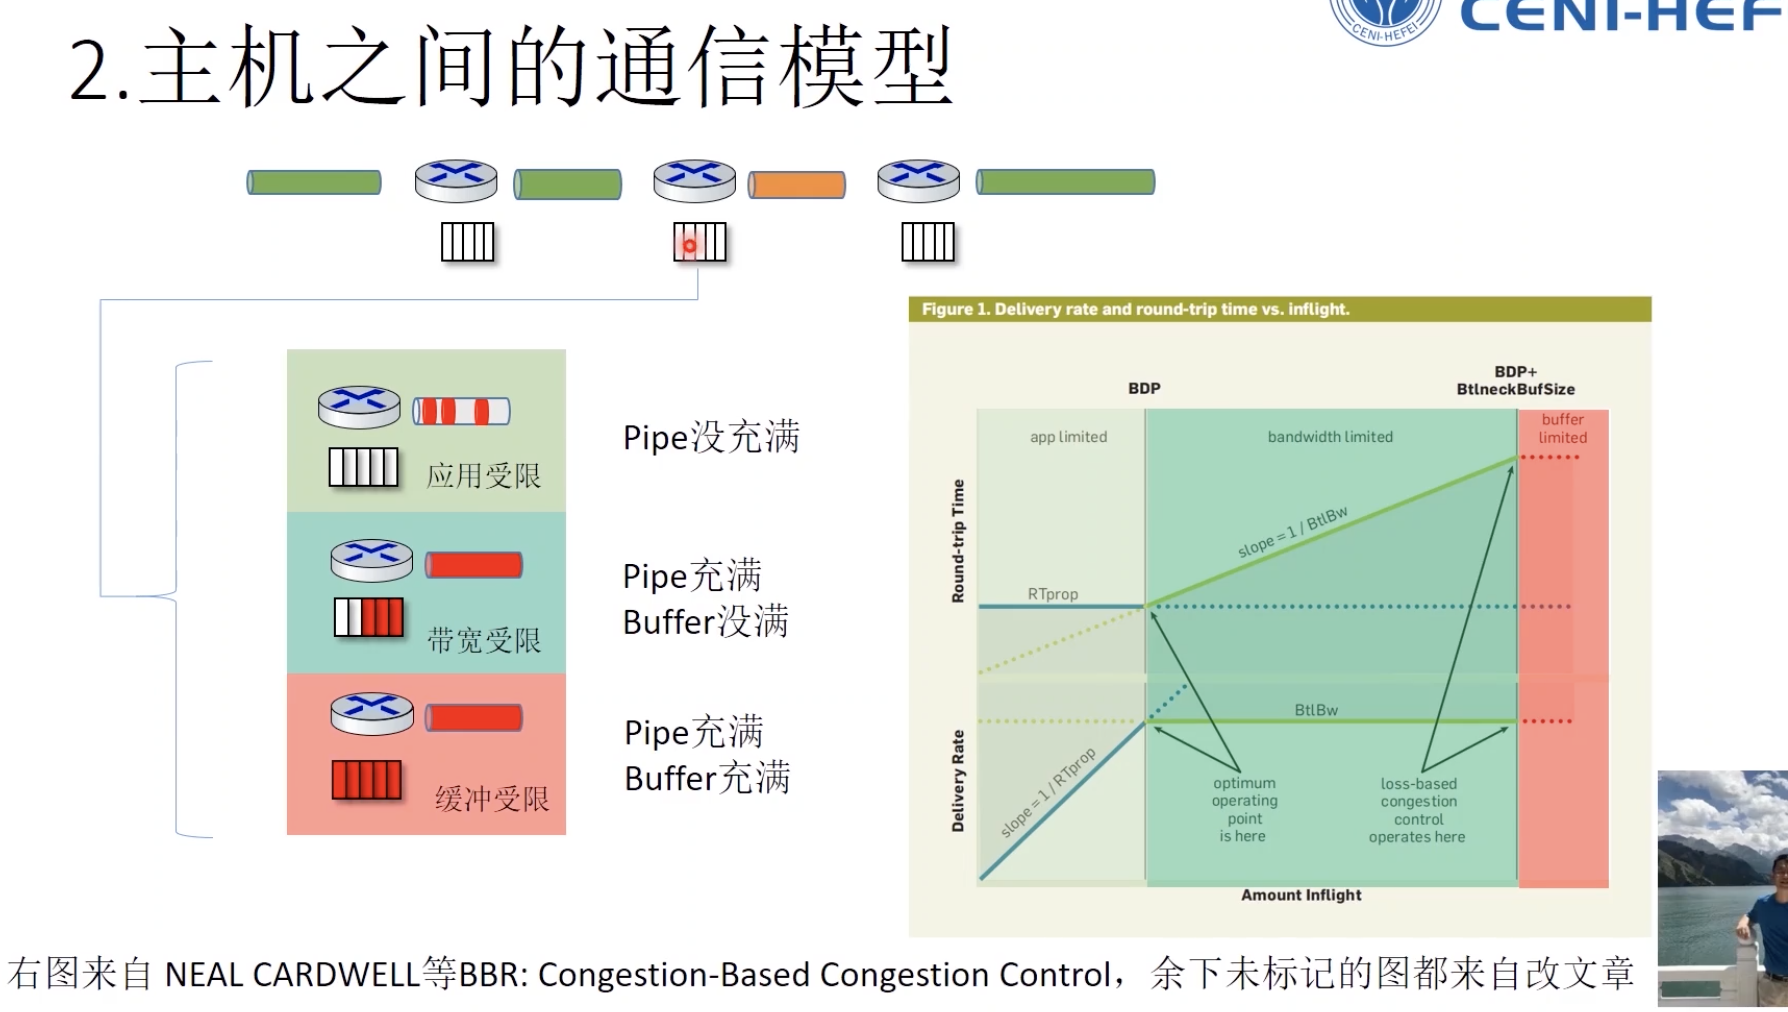 CENI-HEF
CENI-HEFEI
2.主机之间的通信模型
应用受限
Pipe没充满
带宽受限
Pipe充满
Buffer没满
缓冲受限
Pipe充满
Buffer充满
Figure 1. Delivery rate and round-trip time vs. inflight.
BDP
BDP+
BtlneckBufSize
app limited
bandwidth limited
buffer
limited
Round-trip Time
RTprop
slope = 1 / BtlBw
Delivery Rate
slope = 1 / RTprop
BtlBw
optimum
operating
point
is here
loss-based
congestion
control
operates here
Amount Inflight
右图来自 NEAL CARDWELL等BBR: Congestion-Based Congestion Control，余下未标记的图都来自改文章